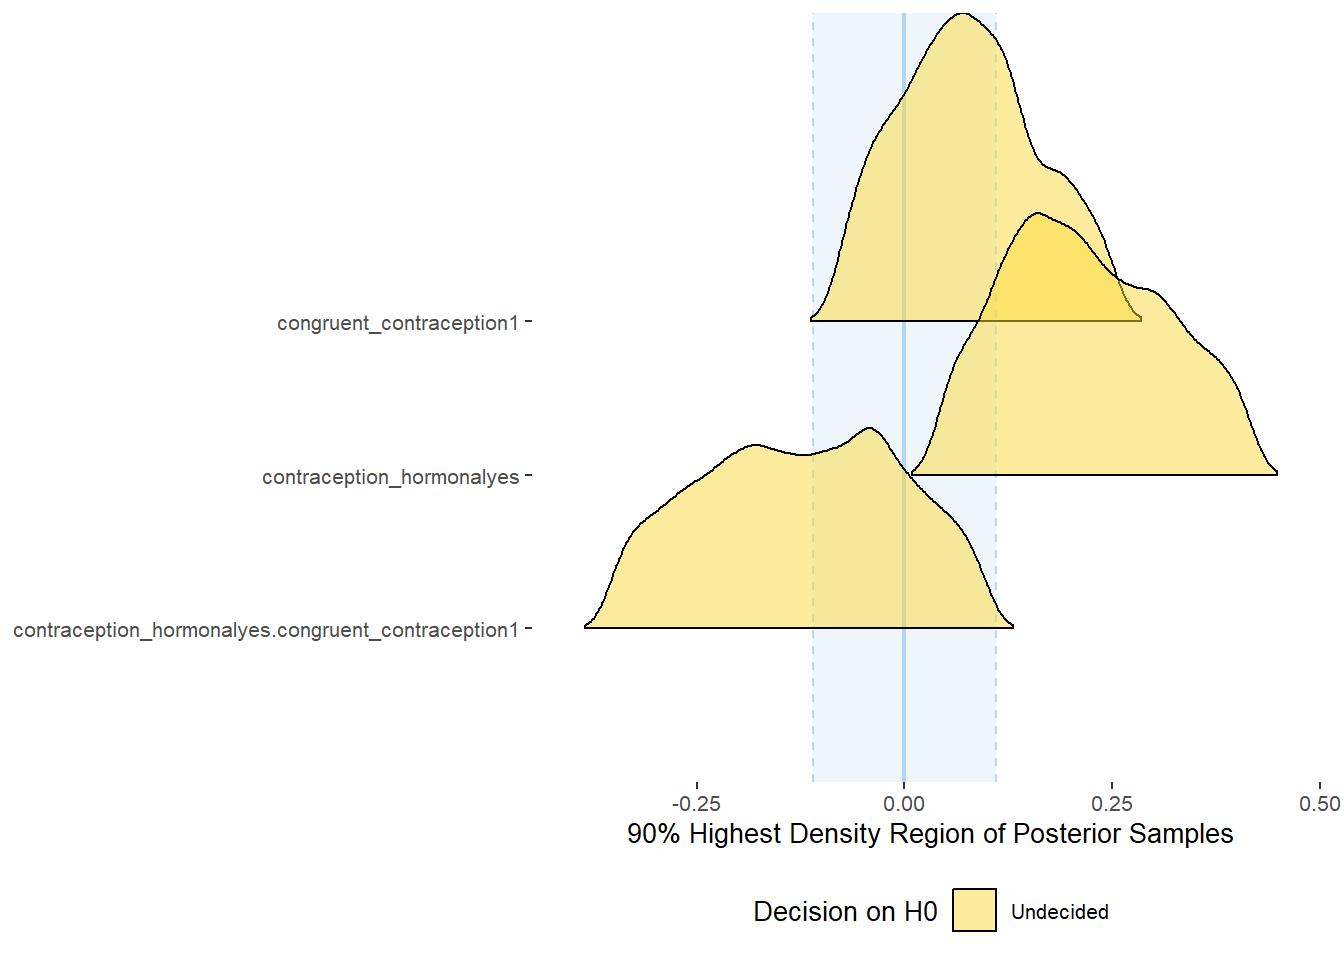 congruent_contraception1
contraception_hormonalyes
contraception_hormonalyes.congruent_contraception1
-0.25 0.00 0.25 0.50
90% Highest Density Region of Posterior Samples
Decision on H0 Undecided